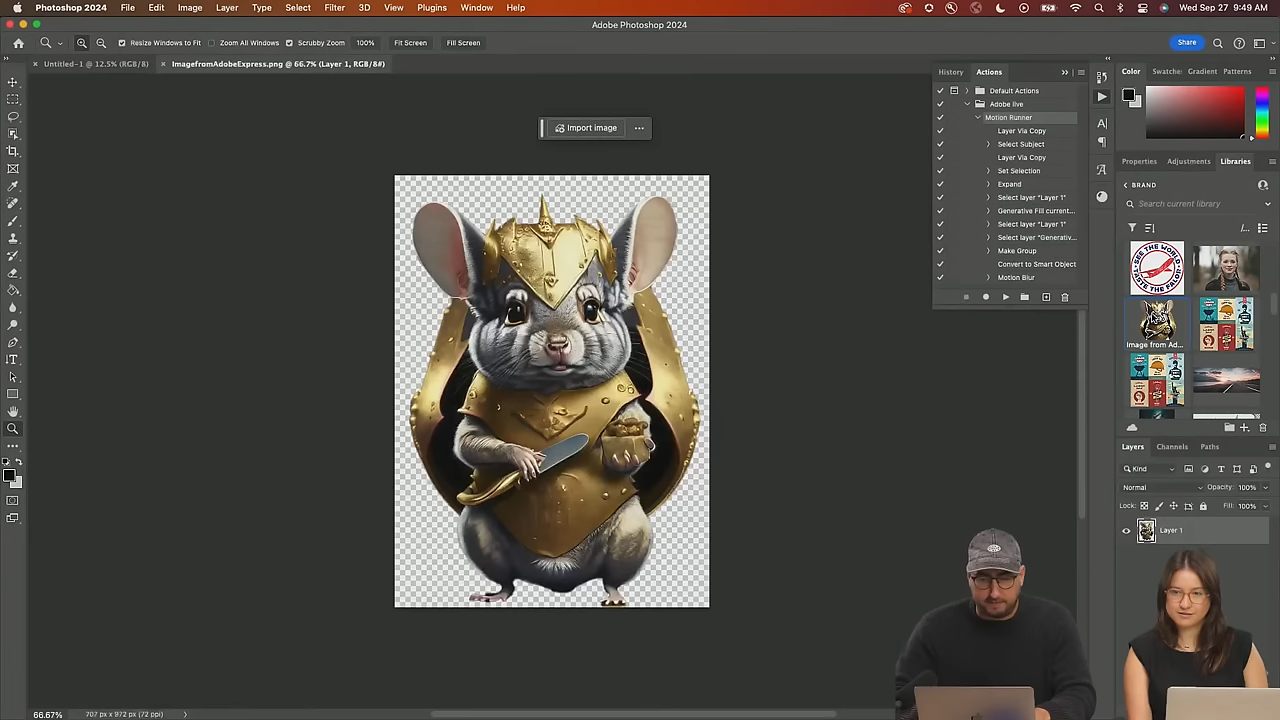 Photoshop 2024 File Edit Image Layer Type Select Filter 3D View Plugins Window Help Wed Sep 27 9:49 AM
Adobe Photoshop 2024
Resize Windows to Fit Zoom All Windows Scrubby Zoom 100% Fit Screen Fill Screen Share
Untitled-1 @ 12.5% (RGB/8) ImagefromAdobeExpress.png @ 66.7% (Layer 1, RGB/8#)
History Actions
Default Actions
Adobe live
Motion Runner
Layer Via Copy
Select Subject
Layer Via Copy
Set Selection
Expand
Select layer "Layer 1"
Generative Fill current...
Select layer "Layer 1"
Select layer "Generativ...
Make Group
Convert to Smart Object
Motion Blur
Import image
Color Swatche: Gradient Patterns
Properties Adjustments Libraries
BRAND
Search current library
SEE THE WORLD
Image from Ad...
Layers Channels Paths
Kind
Normal Opacity: 100%
Lock: Fill: 100%
Layer 1
66.67% 707 px x 972 px (72 ppi)